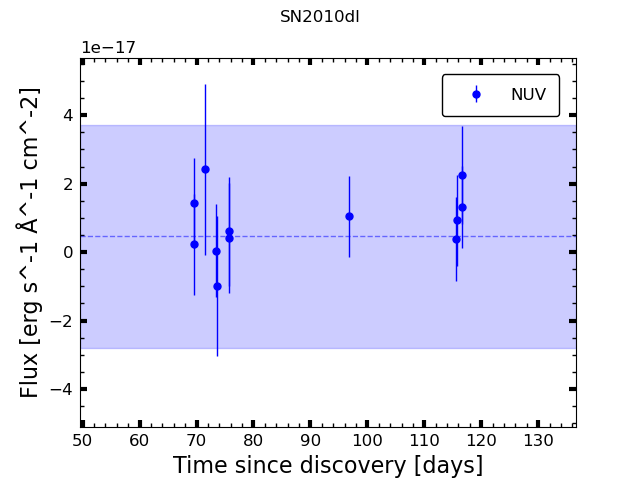 SN2010dl
1e−17
NUV
4
2
0
−2
−4
Flux [erg s^-1 Å^-1 cm^-2]
50 60 70 80 90 100 110 120 130
Time since discovery [days]